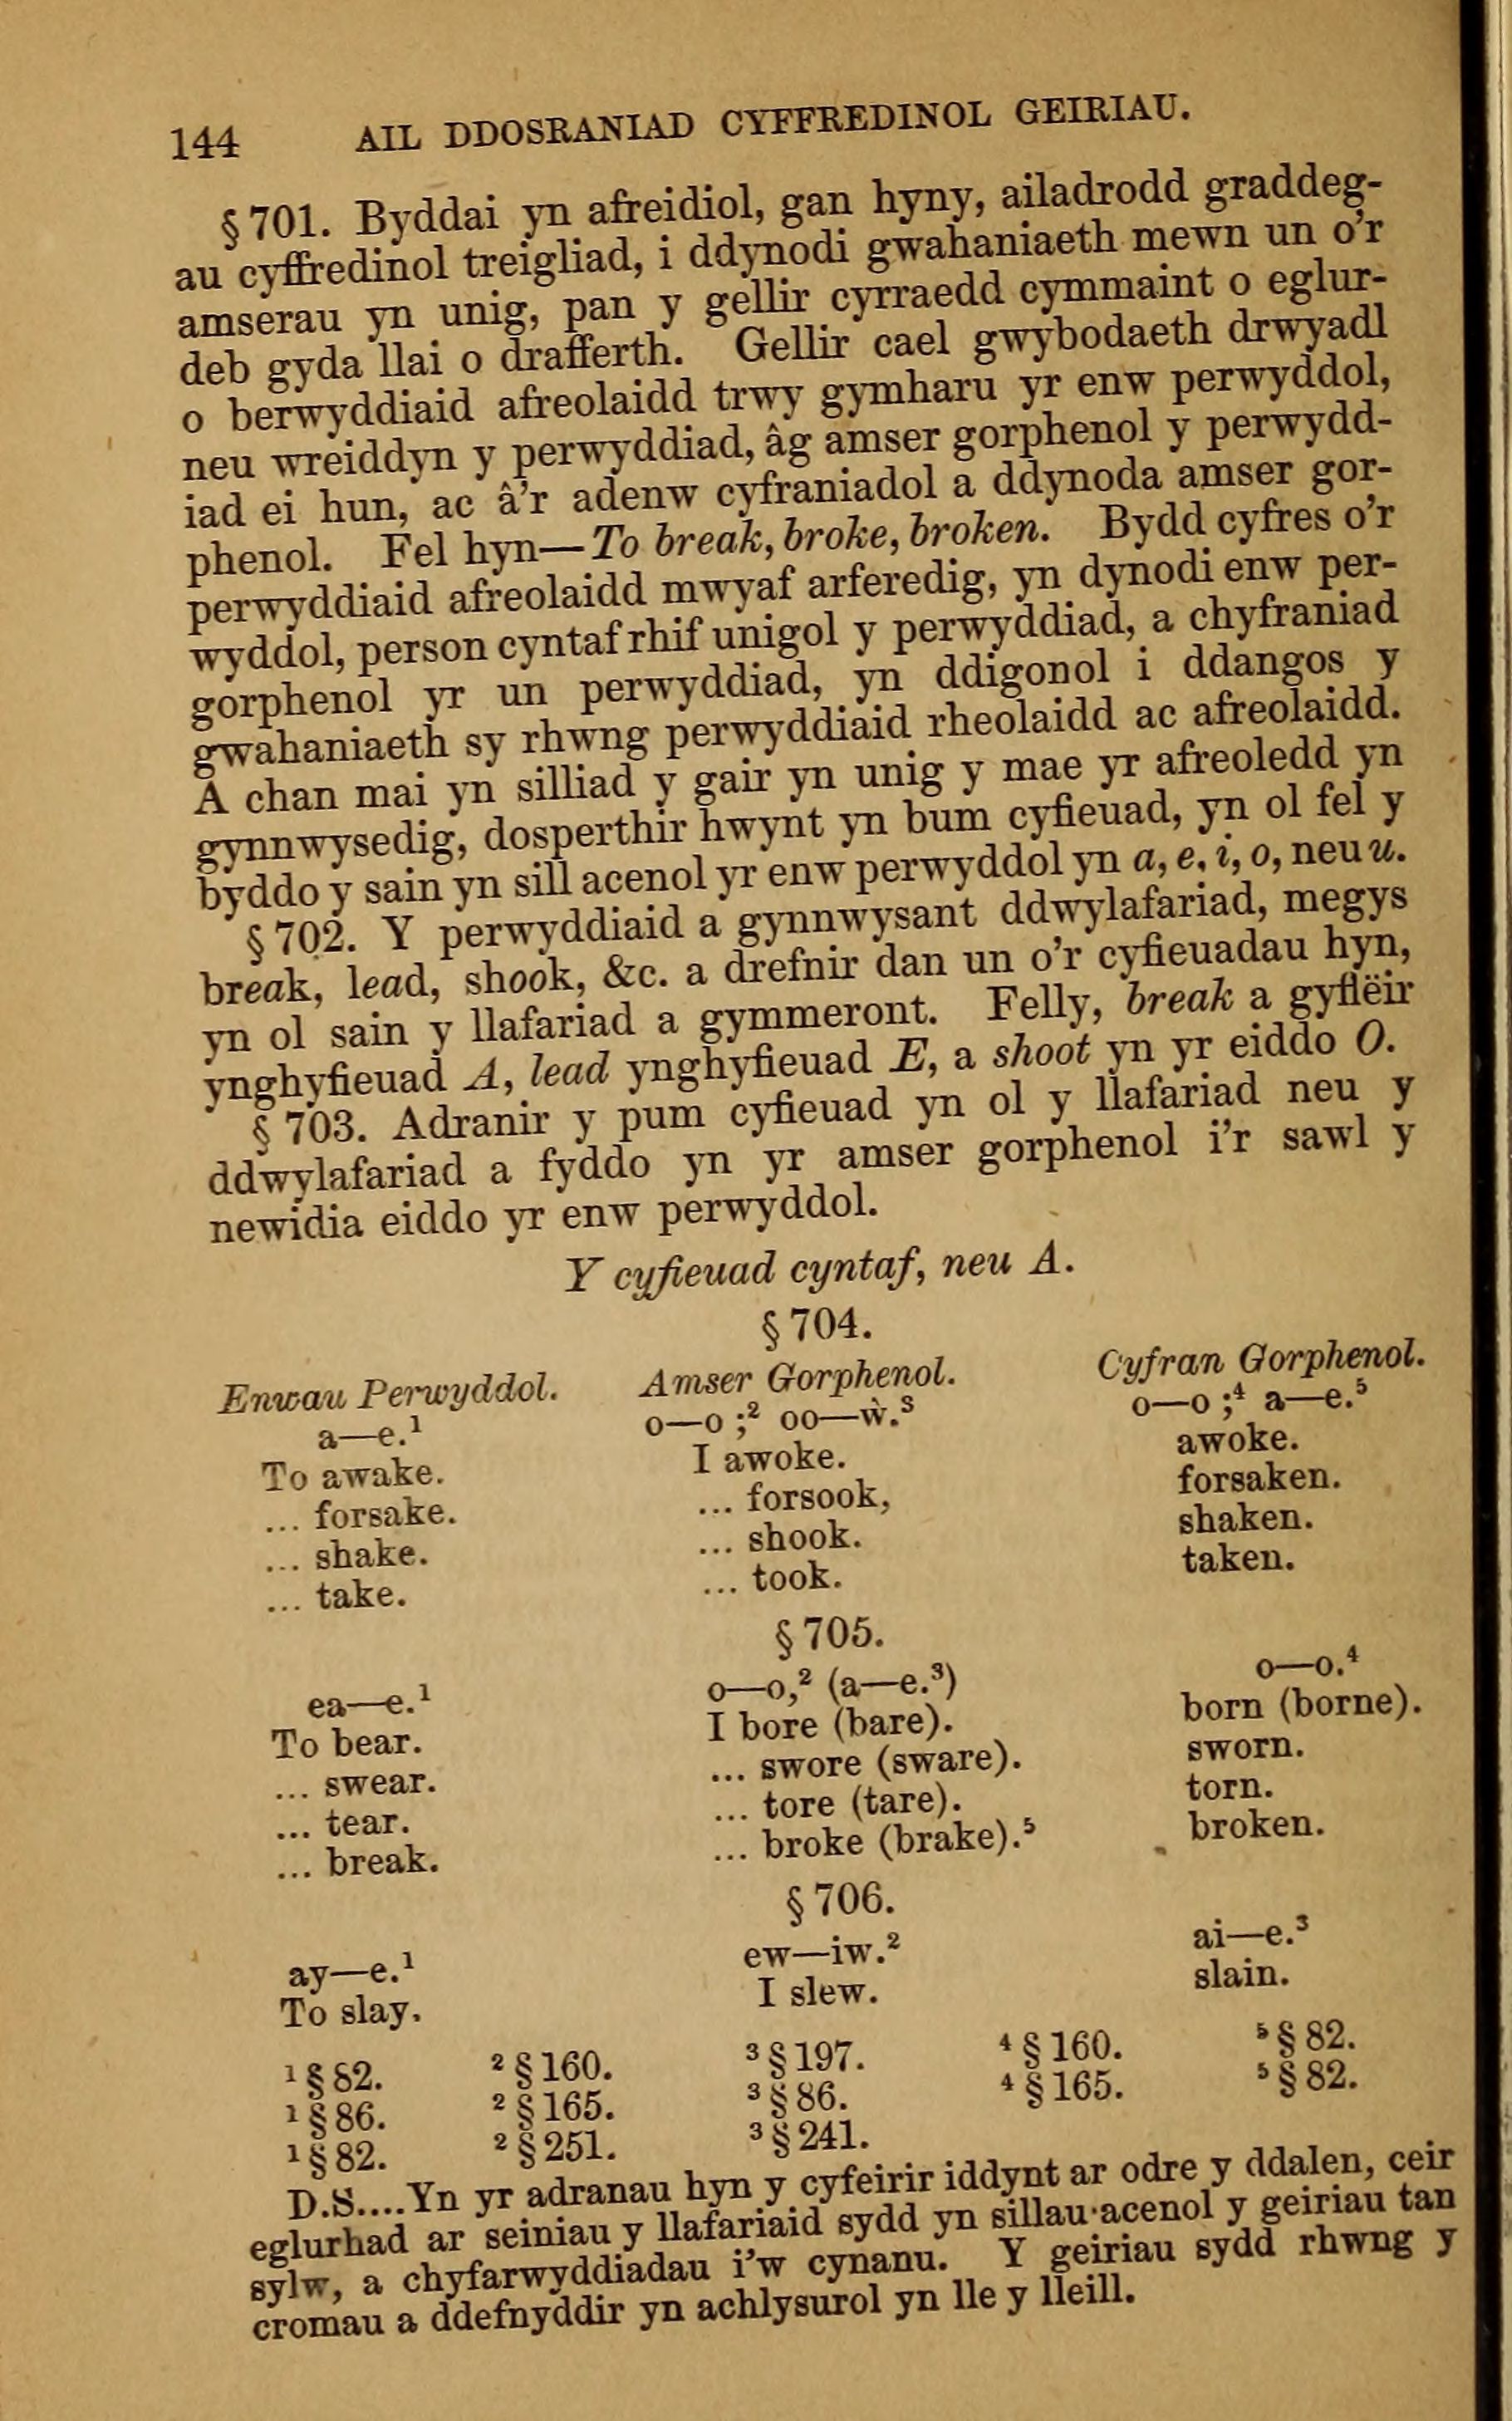 144 AIL DDOSRANIAD CYFFREDINOL GEIRIAU.
§ 701. Byddai yn afreidiol, gan hyny, ailadrodd graddeg-
au cyffredinol treigliad, i ddynodi gwahaniaeth mewn un o'r
amserau yn unig, pan y gellir cyrraedd cymmaint o eglur-
deb gyda llai o drafferth. Gellir cael gwybodaeth drwyadl
o berwyddiaid afreolaidd trwy gymharu yr enw perwyddol,
neu wreiddyn y perwyddiad, âg amser gorphenol y perwydd-
iad ei hun, ac â'r adenw cyfraniadol a ddynoda amser gor-
phenol. Fel hyn—To break, broke, broken. Bydd cyfres o'r
perwyddiaid afreolaidd mwyaf arferedig, yn dynodi enw per-
wyddol, person cyntaf rhif unigol y perwyddiad, a chyfraniad
gorphenol yr un perwyddiad, yn ddigonol i ddangos y
gwahaniaeth sy rhwng perwyddiaid rheolaidd ac afreolaidd.
A chan mai yn silliad y gair yn unig y mae yr afreoledd yn
gynnwysedig, dosperthir hwynt yn bum cyfieuad, yn ol fel y
byddo y sain yn sill acenol yr enw perwyddol yn a, e, i, o, neu u.
§ 702. Y perwyddiaid a gynnwysant ddwylafariad, megys
break, lead, shook, &c. a drefnir dan un o'r cyfieuadau hyn,
yn ol sain y llafariad a gymmeront. Felly, break a gyflëir
ynghyfieuad A, lead ynghyfieuad E, a shoot yn yr eiddo O.
§ 703. Adranir y pum cyfieuad yn ol y llafariad neu y
ddwylafariad a fyddo yn yr amser gorphenol i'r sawl y
newidia eiddo yr enw perwyddol.
Y cyfieuad cyntaf, neu A.
§ 704.
Enwau Perwyddol. Amser Gorphenol. Cyfran Gorphenol.
a—e.¹ o—o ;² oo—ẁ.³ o—o ;⁴ a—e.⁵
To awake. I awoke. awoke.
... forsake. ... forsook, forsaken.
... shake. ... shook. shaken.
... take. ... took. taken.
§ 705.
ea—e.¹ o—o,² (a—e.³) o—o.⁴
To bear. I bore (bare). born (borne).
... swear. ... swore (sware). sworn.
... tear. ... tore (tare). torn.
... break. ... broke (brake).⁵ broken.
§ 706.
ay—e.¹ ew—iw.² ai—e.³
To slay. I slew. slain.
¹ § 82. ² § 160. ³ § 197. ⁴ § 160. ⁵ § 82.
¹ § 86. ² § 165. ³ § 86. ⁴ § 165. ⁵ § 82.
¹ § 82. ² § 251. ³ § 241.
D.S....Yn yr adranau hyn y cyfeirir iddynt ar odre y ddalen, ceir
eglurhad ar seiniau y llafariaid sydd yn sillau acenol y geiriau tan
sylw, a chyfarwyddiadau i'w cynanu. Y geiriau sydd rhwng y
cromau a ddefnyddir yn achlysurol yn lle y lleill.